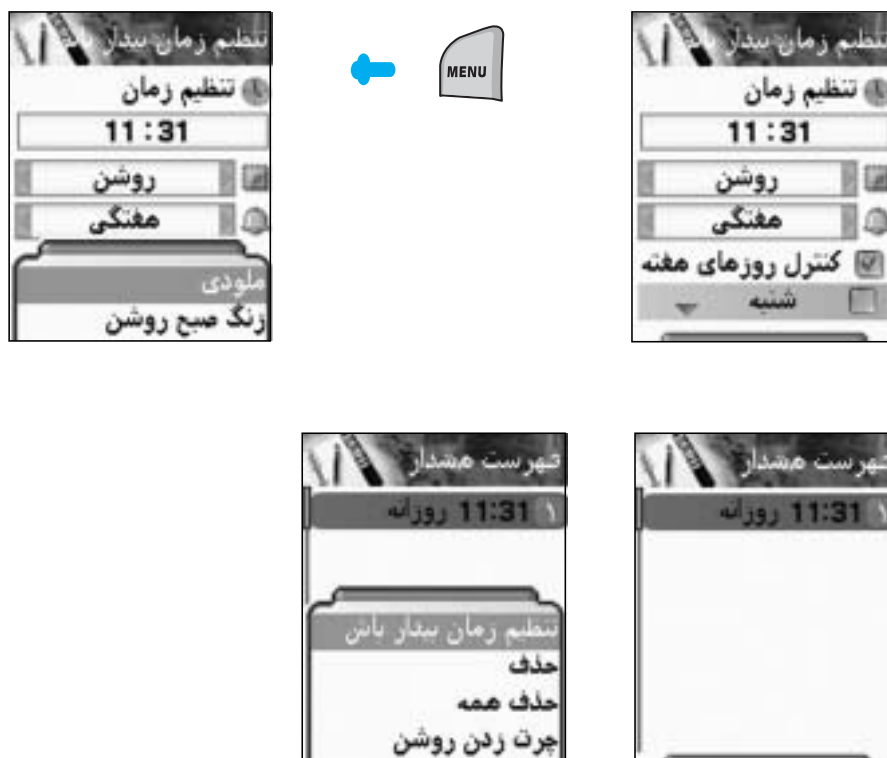 تنظیم زمان بیدار باش
تنظیم زمان
11:31
روشن
هفتگی
کنترل روزهای هفته
شنبه
MENU
تنظیم زمان بیدار باش
تنظیم زمان
11:31
روشن
هفتگی
ملودی
زنگ صبح روشن
فهرست هشدار
۱ 11:31 روزانه
فهرست هشدار
۱ 11:31 روزانه
تنظیم زمان بیدار باش
حذف
حذف همه
چرت زدن روشن